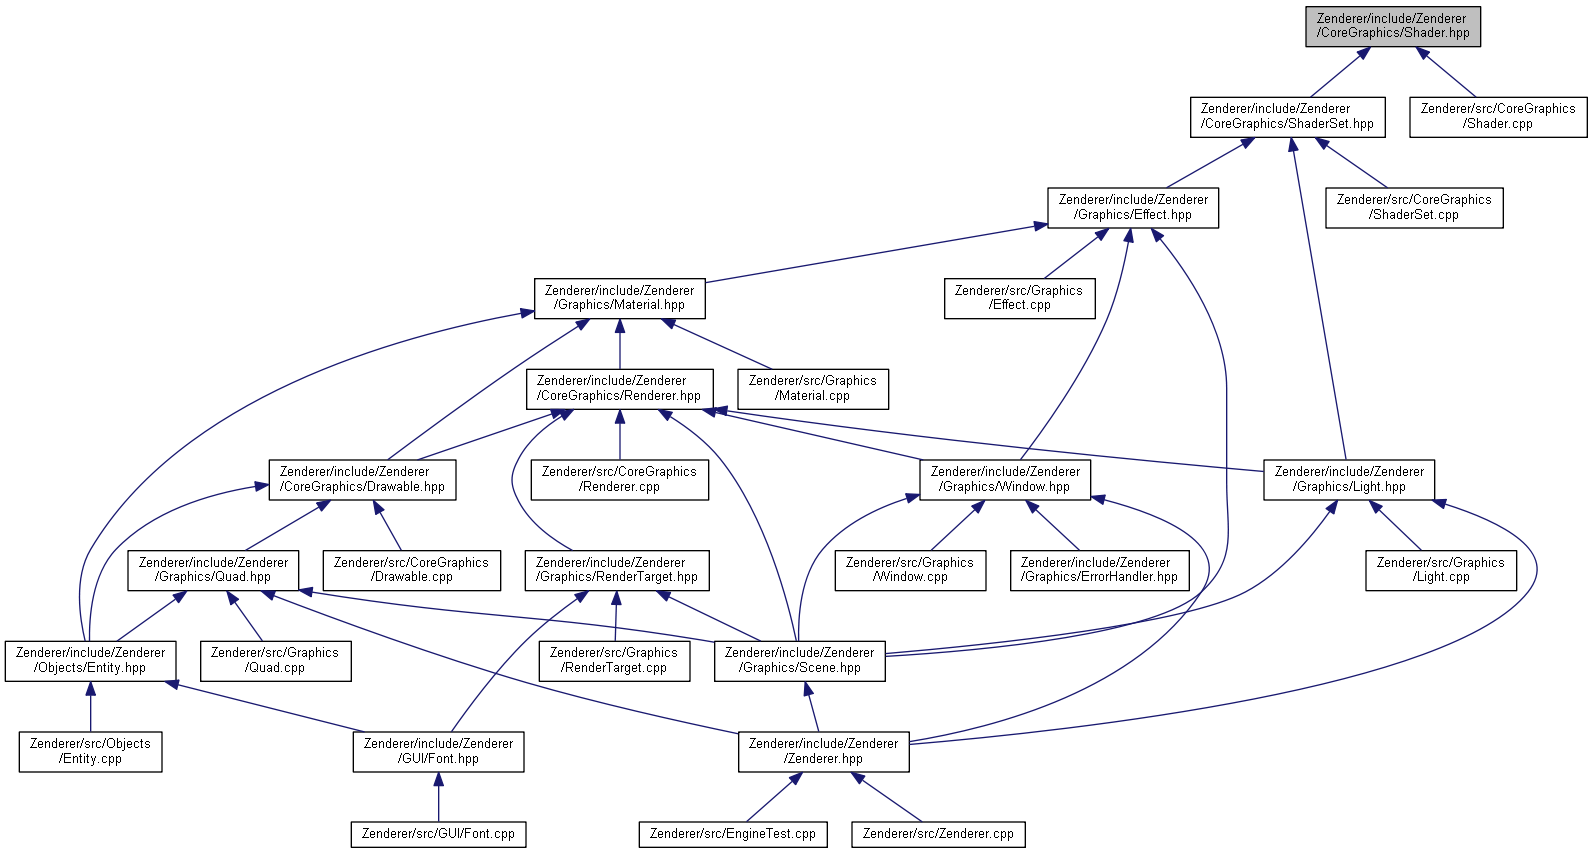 Zenderer/include/Zenderer
/CoreGraphics/Shader.hpp
Zenderer/include/Zenderer
/CoreGraphics/ShaderSet.hpp
Zenderer/src/CoreGraphics
/Shader.cpp
Zenderer/include/Zenderer
/Graphics/Effect.hpp
Zenderer/src/CoreGraphics
/ShaderSet.cpp
Zenderer/include/Zenderer
/Graphics/Material.hpp
Zenderer/src/Graphics
/Effect.cpp
Zenderer/include/Zenderer
/CoreGraphics/Renderer.hpp
Zenderer/src/Graphics
/Material.cpp
Zenderer/include/Zenderer
/CoreGraphics/Drawable.hpp
Zenderer/src/CoreGraphics
/Renderer.cpp
Zenderer/include/Zenderer
/Graphics/Window.hpp
Zenderer/include/Zenderer
/Graphics/Light.hpp
Zenderer/include/Zenderer
/Graphics/Quad.hpp
Zenderer/src/CoreGraphics
/Drawable.cpp
Zenderer/include/Zenderer
/Graphics/RenderTarget.hpp
Zenderer/src/Graphics
/Window.cpp
Zenderer/include/Zenderer
/Graphics/ErrorHandler.hpp
Zenderer/src/Graphics
/Light.cpp
Zenderer/include/Zenderer
/Objects/Entity.hpp
Zenderer/src/Graphics
/Quad.cpp
Zenderer/src/Graphics
/RenderTarget.cpp
Zenderer/include/Zenderer
/Graphics/Scene.hpp
Zenderer/src/Objects
/Entity.cpp
Zenderer/include/Zenderer
/GUI/Font.hpp
Zenderer/include/Zenderer
/Zenderer.hpp
Zenderer/src/GUI/Font.cpp
Zenderer/src/EngineTest.cpp
Zenderer/src/Zenderer.cpp